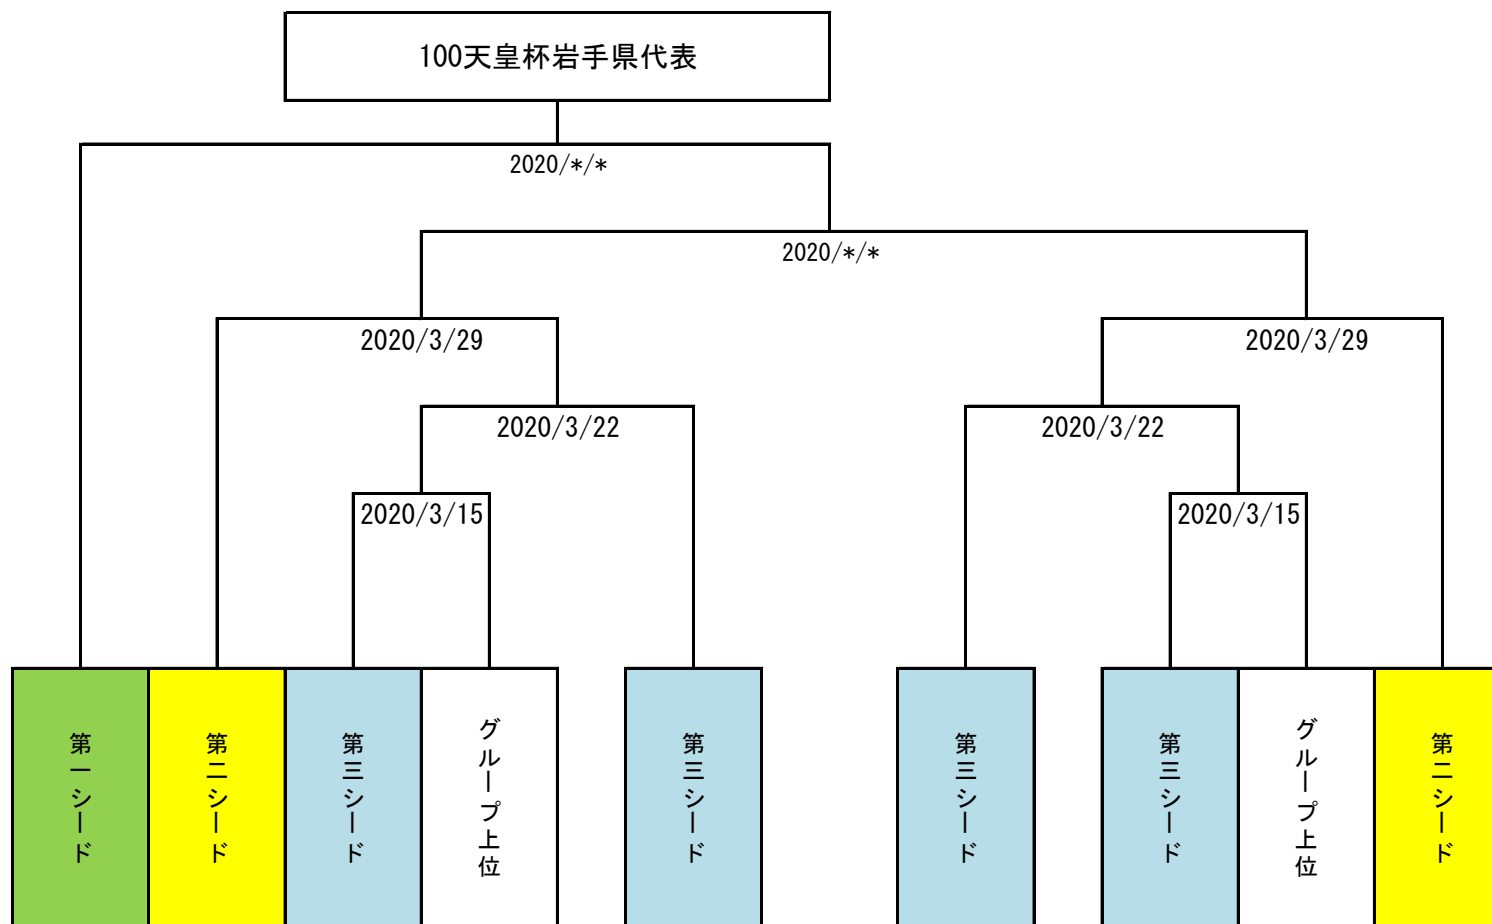 100天皇杯岩手県代表
2020/*/*
2020/*/*
2020/3/29
2020/3/29
2020/3/22
2020/3/22
2020/3/15
2020/3/15
第一シード
第二シード
第三シード
グループ上位
第三シード
第三シード
第三シード
グループ上位
第二シード